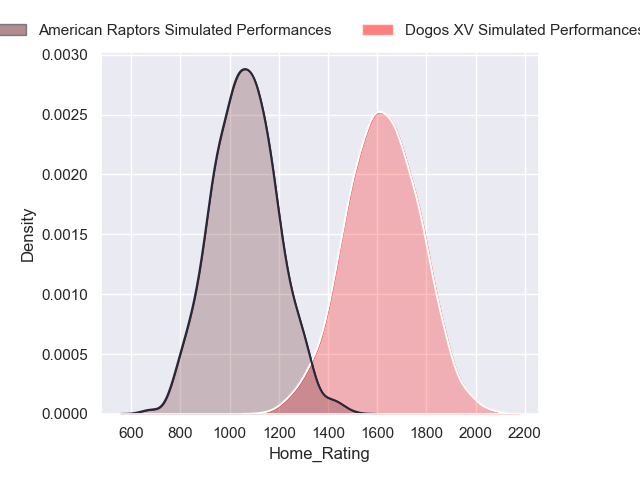 American Raptors Simulated Performances
Dogos XV Simulated Performances
0.0030
0.0025
0.0020
0.0015
0.0010
0.0005
0.0000
Density
600 800 1000 1200 1400 1600 1800 2000 2200
Home_Rating